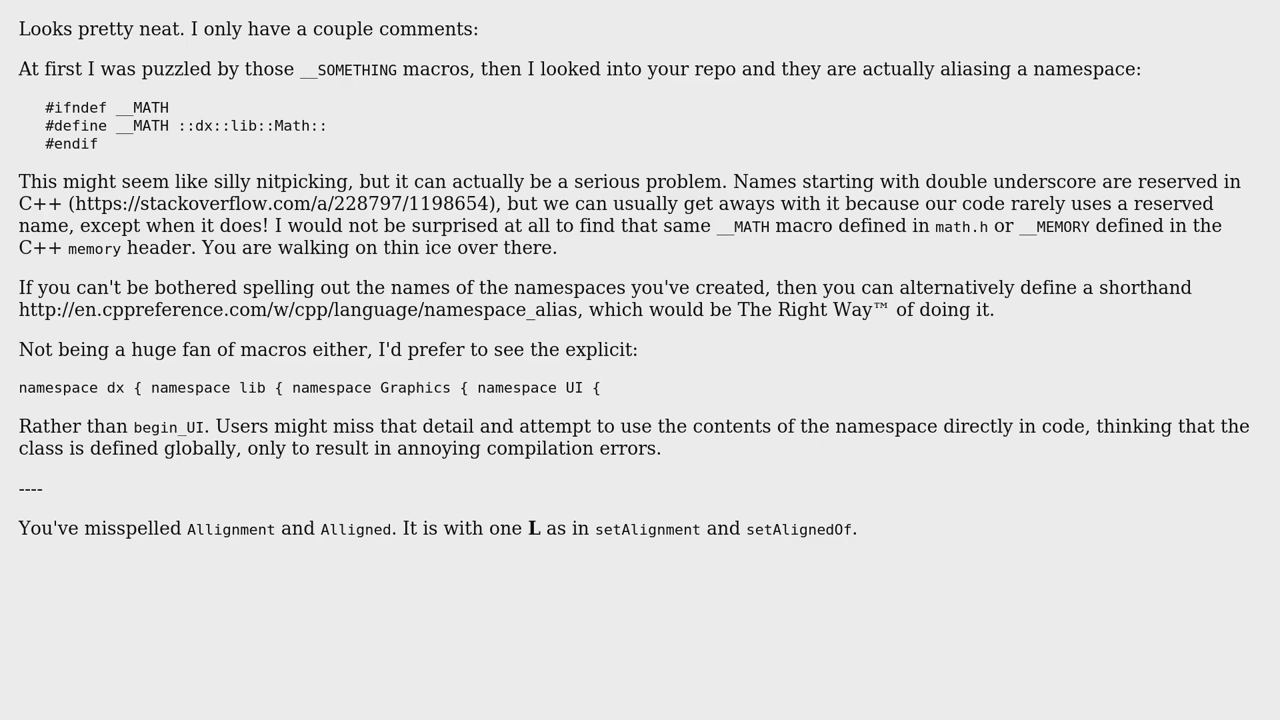 Looks pretty neat. I only have a couple comments:
At first I was puzzled by those __SOMETHING macros, then I looked into your repo and they are actually aliasing a namespace:
#ifndef __MATH
#define __MATH ::dx::lib::Math::
#endif
This might seem like silly nitpicking, but it can actually be a serious problem. Names starting with double underscore are reserved in
C++ (https://stackoverflow.com/a/228797/1198654), but we can usually get aways with it because our code rarely uses a reserved
name, except when it does! I would not be surprised at all to find that same __MATH macro defined in math.h or __MEMORY defined in the
C++ memory header. You are walking on thin ice over there.
If you can't be bothered spelling out the names of the namespaces you've created, then you can alternatively define a shorthand
http://en.cppreference.com/w/cpp/language/namespace_alias, which would be The Right Way™ of doing it.
Not being a huge fan of macros either, I'd prefer to see the explicit:
namespace dx { namespace lib { namespace Graphics { namespace UI {
Rather than begin_UI. Users might miss that detail and attempt to use the contents of the namespace directly in code, thinking that the
class is defined globally, only to result in annoying compilation errors.
----
You've misspelled Allignment and Alligned. It is with one L as in setAlignment and setAlignedOf.